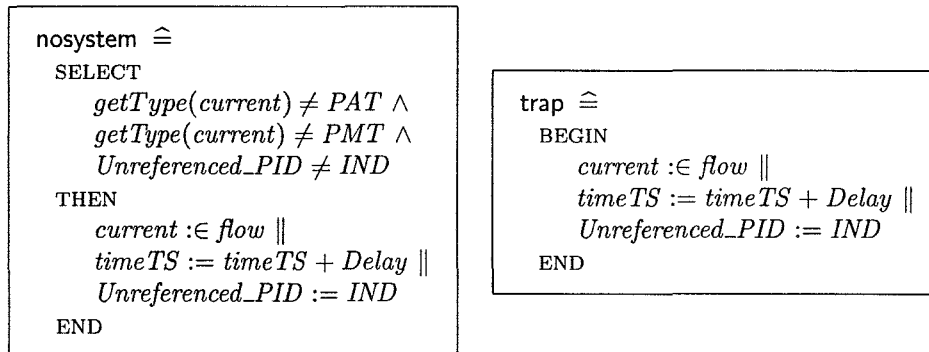 nosystem ≙
SELECT
getType(current) ≠ PAT ∧
getType(current) ≠ PMT ∧
Unreferenced_PID ≠ IND
THEN
current :∈ flow ||
timeTS := timeTS + Delay ||
Unreferenced_PID := IND
END
trap ≙
BEGIN
current :∈ flow ||
timeTS := timeTS + Delay ||
Unreferenced_PID := IND
END